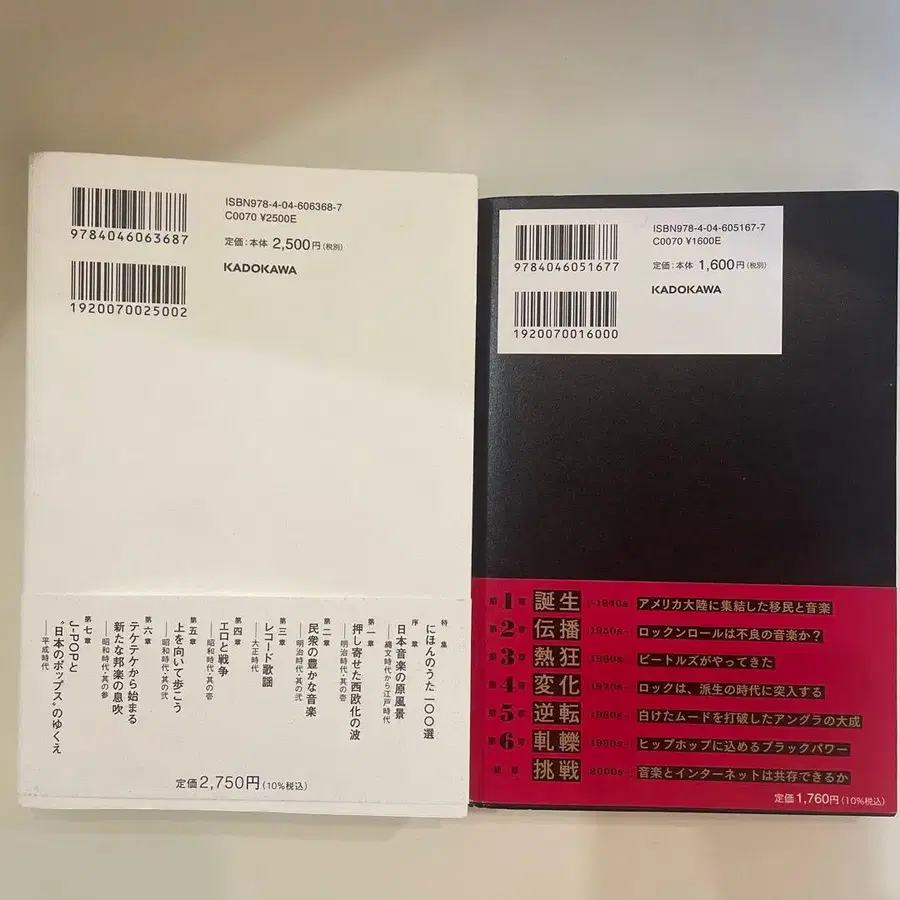 ISBN978-4-04-606368-7
C0070 ¥2500E
9784046063687
定価：本体 2,500円（税別）
KADOKAWA
1920070025002
特集
にほんのうた一〇〇選
序章
日本音楽の原風景
——縄文時代から江戸時代
第一章
押し寄せた西欧化の波
——明治時代・其の壱
第二章
民衆の豊かな音楽
——明治時代・其の弐
第三章
レコード歌謡
——大正時代
第四章
エロと戦争
——昭和時代・其の壱
第五章
上を向いて歩こう
——昭和時代・其の弐
第六章
テケテケから始まる
新たな邦楽の息吹
——昭和時代・其の参
第七章
J-POPと
“日本のポップス”のゆくえ
——平成時代
定価2,750円（10%税込）
ISBN978-4-04-605167-7
C0070 ¥1600E
9784046051677
定価：本体 1,600円（税別）
KADOKAWA
1920070016000
第1章 誕生 -1940s アメリカ大陸に集結した移民と音楽
第2章 伝播 1950s- ロックンロールは不良の音楽か?
第3章 熱狂 1960s- ビートルズがやってきた
第4章 変化 1970s- ロックは、派生の時代に突入する
第5章 逆転 1980s- 白けたムードを打破したアングラの大成
第6章 軋轢 1990s- ヒップホップに込めるブラックパワー
終章 挑戦 2000s- 音楽とインターネットは共存できるか
定価1,760円（10%税込）